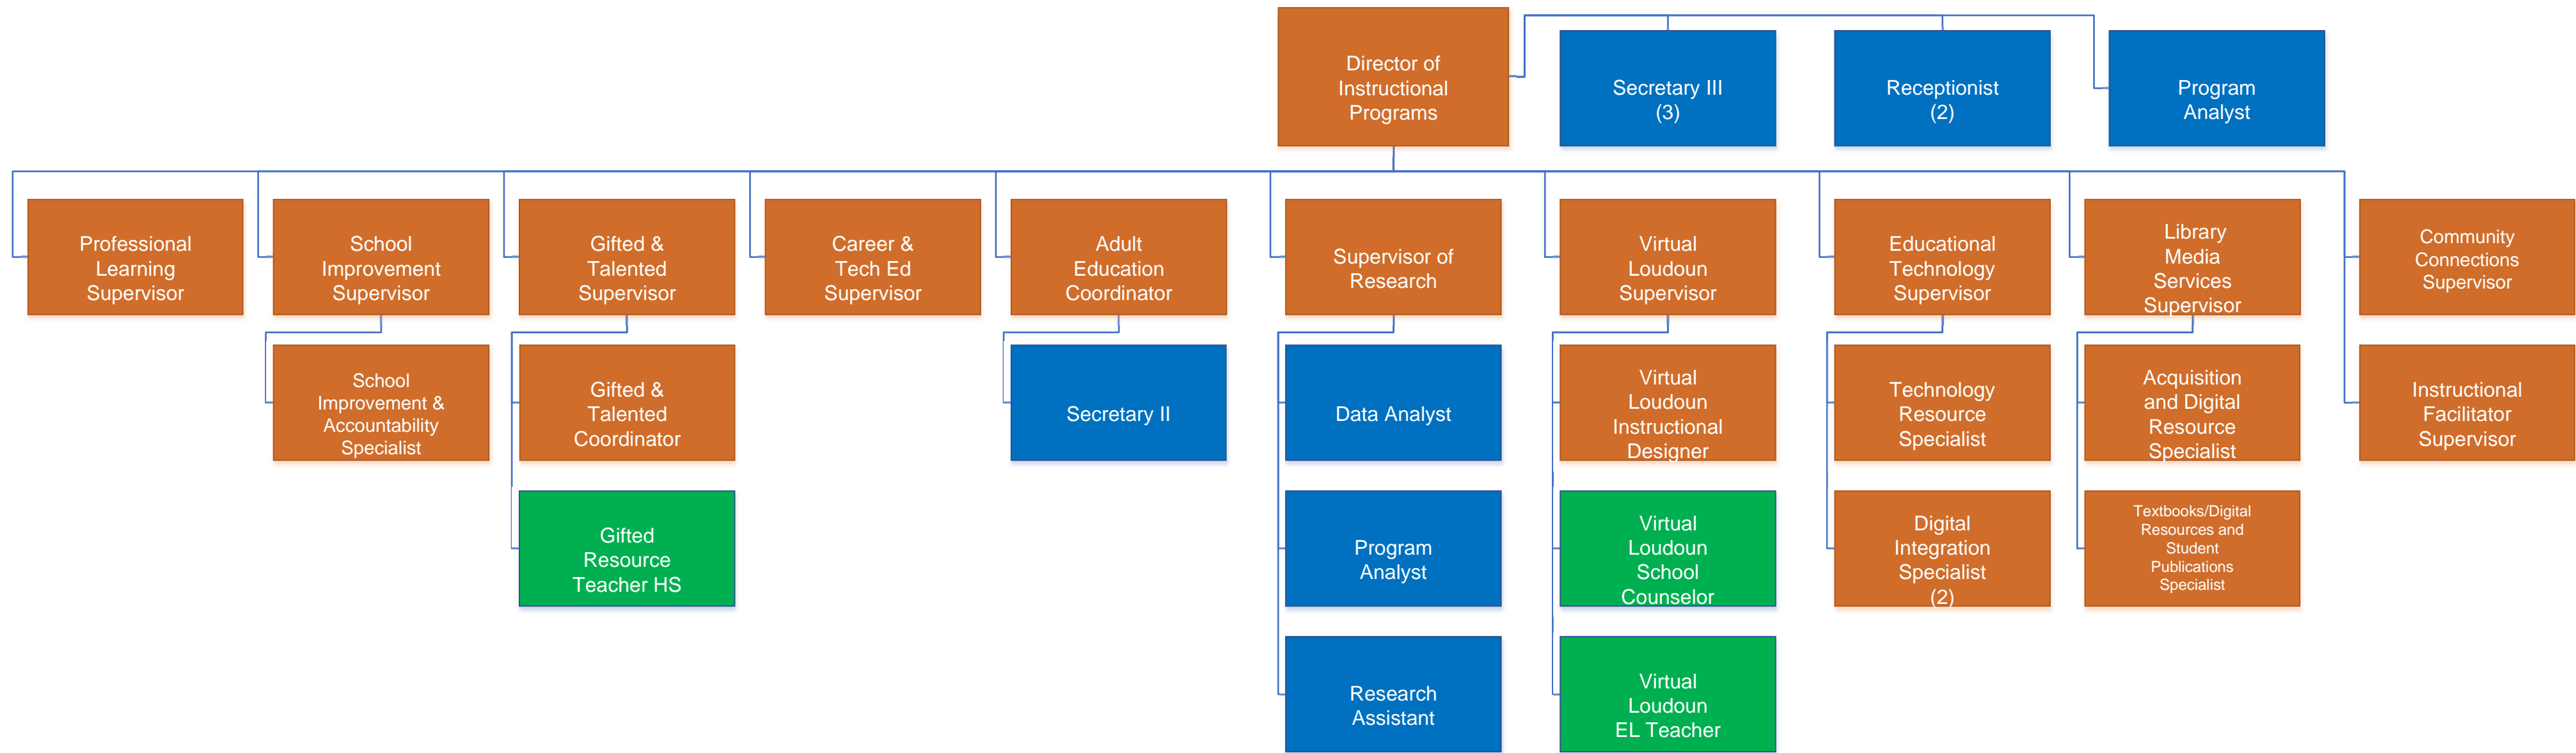 Director of
Instructional
Programs
Secretary III
(3)
Receptionist
(2)
Program
Analyst
Professional
Learning
Supervisor
School
Improvement
Supervisor
Gifted &
Talented
Supervisor
Career &
Tech Ed
Supervisor
Adult
Education
Coordinator
Supervisor of
Research
Virtual
Loudoun
Supervisor
Educational
Technology
Supervisor
Library
Media
Services
Supervisor
Community
Connections
Supervisor
School
Improvement &
Accountability
Specialist
Gifted &
Talented
Coordinator
Secretary II
Data Analyst
Virtual
Loudoun
Instructional
Designer
Technology
Resource
Specialist
Acquisition
and Digital
Resource
Specialist
Instructional
Facilitator
Supervisor
Gifted
Resource
Teacher HS
Program
Analyst
Virtual
Loudoun
School
Counselor
Digital
Integration
Specialist
(2)
Textbooks/Digital
Resources and
Student
Publications
Specialist
Research
Assistant
Virtual
Loudoun
EL Teacher